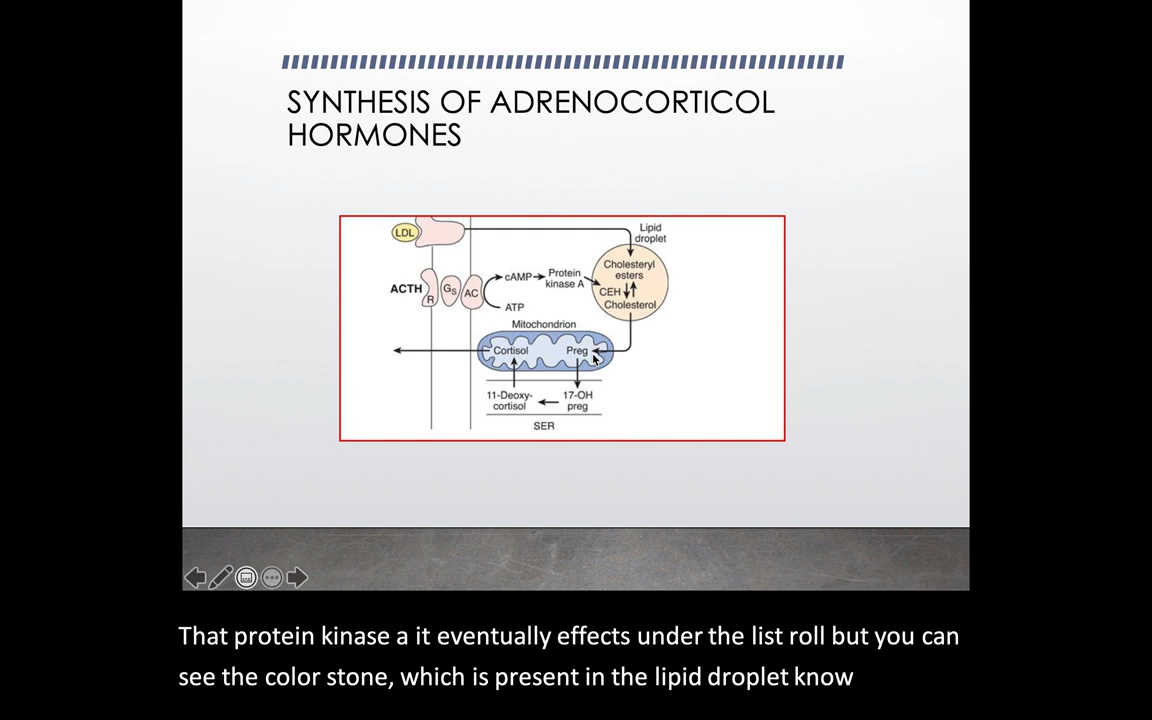 SYNTHESIS OF ADRENOCORTICOL
HORMONES
LDL
Lipid
droplet
Cholesteryl
esters
CEH
Cholesterol
ACTH
R
Gs
AC
cAMP
Protein
kinase A
ATP
Mitochondrion
Cortisol
Preg
11-Deoxy-
cortisol
17-OH
preg
SER
That protein kinase a it eventually effects under the list roll but you can
see the color stone, which is present in the lipid droplet know